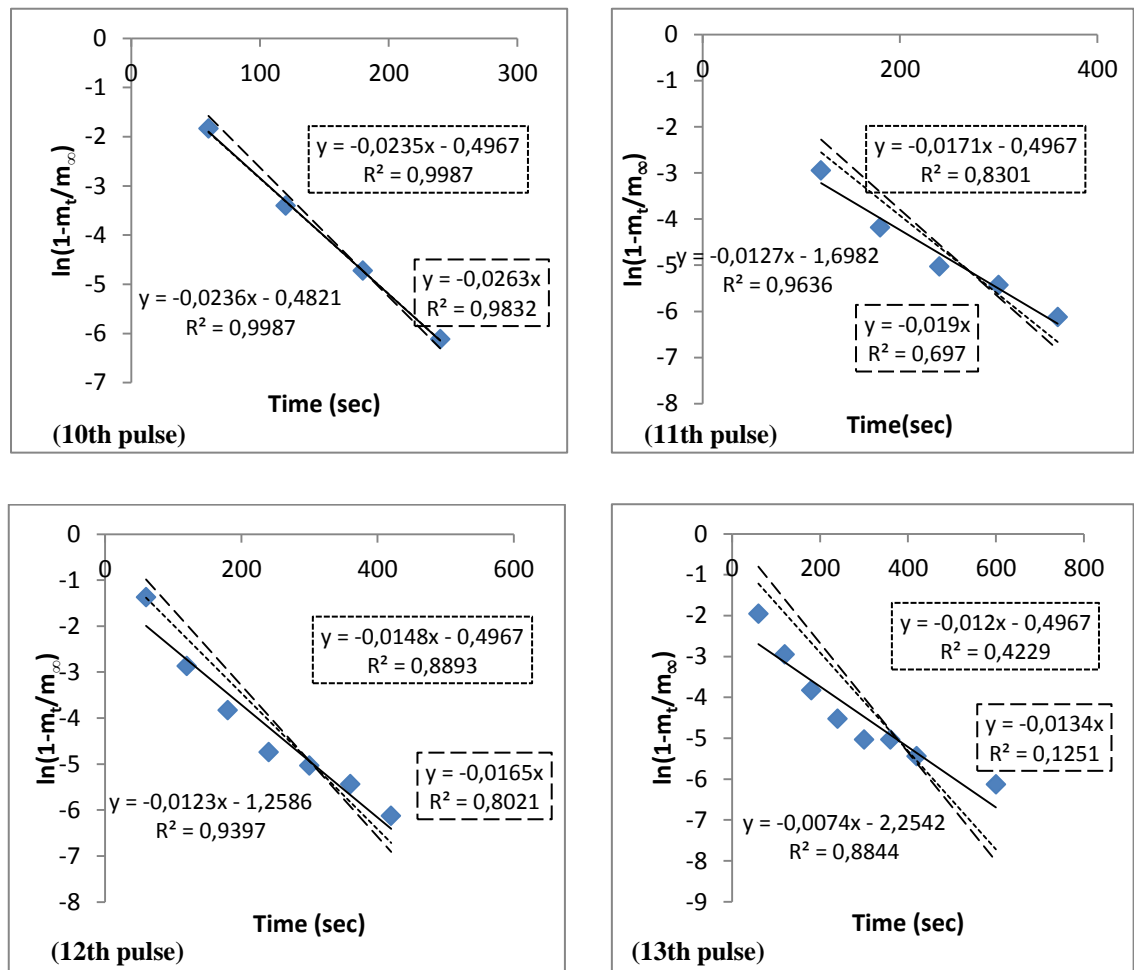 0
-1
-2
-3
-4
-5
-6
-7
0
100
200
300
ln(1-mt/m∞)
y = -0,0235x - 0,4967
R² = 0,9987
y = -0,0263x
R² = 0,9832
y = -0,0236x - 0,4821
R² = 0,9987
Time (sec)
(10th pulse)
0
-1
-2
-3
-4
-5
-6
-7
-8
0
200
400
ln(1-mt/m∞)
y = -0,0171x - 0,4967
R² = 0,8301
y = -0,0127x - 1,6982
R² = 0,9636
y = -0,019x
R² = 0,697
Time(sec)
(11th pulse)
0
-1
-2
-3
-4
-5
-6
-7
-8
0
200
400
600
ln(1-mt/m∞)
y = -0,0148x - 0,4967
R² = 0,8893
y = -0,0165x
R² = 0,8021
y = -0,0123x - 1,2586
R² = 0,9397
Time (sec)
(12th pulse)
0
-1
-2
-3
-4
-5
-6
-7
-8
-9
0
200
400
600
800
ln(1-mt/m∞)
y = -0,012x - 0,4967
R² = 0,4229
y = -0,0134x
R² = 0,1251
y = -0,0074x - 2,2542
R² = 0,8844
Time (sec)
(13th pulse)